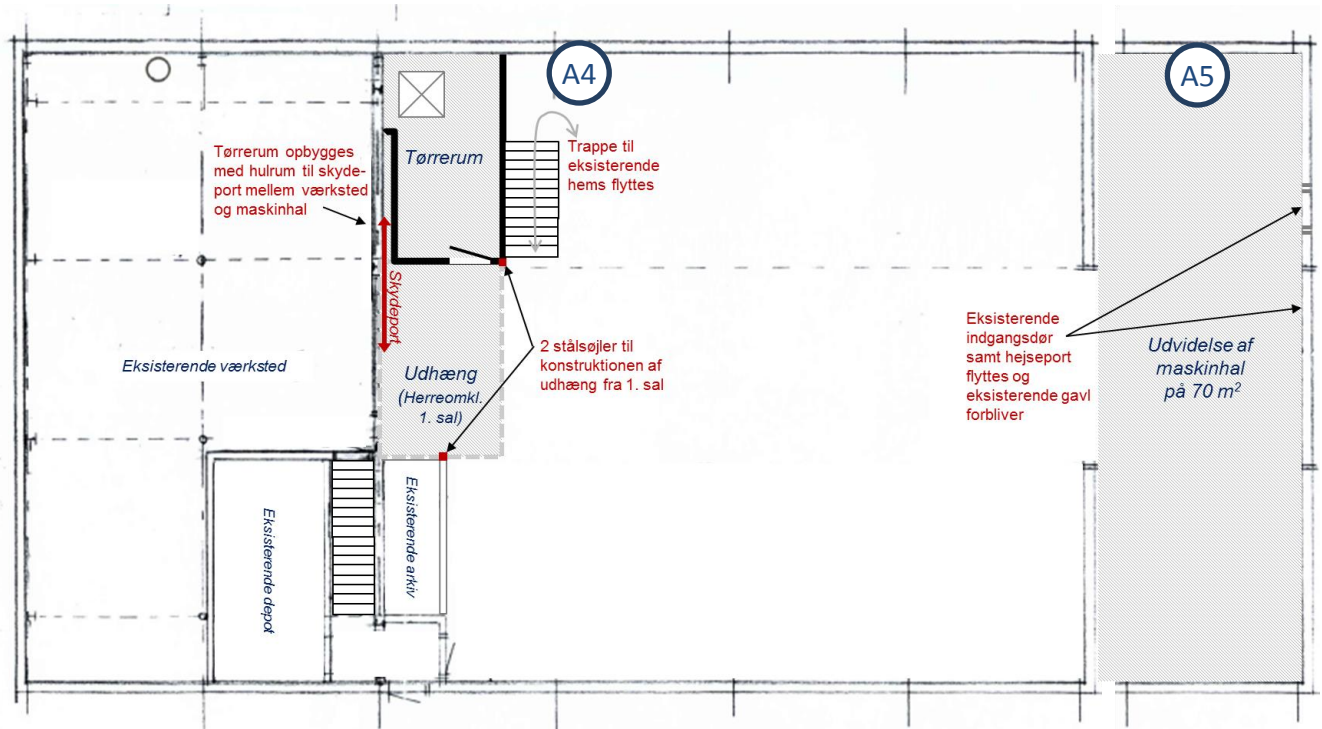 A4
A5
Tørrerum opbygges
med hulrum til skyde-
port mellem værksted
og maskinhal
Tørrerum
Trappe til
eksisterende
hems flyttes
Skydeport
Eksisterende værksted
Udhæng
(Herreomkl.
1. sal)
2 stålsøjler til
konstruktionen af
udhæng fra 1. sal
Eksisterende
indgangsdør
samt hejseport
flyttes og
eksisterende gavl
forbliver
Udvidelse af
maskinhal
på 70 m²
Eksisterende depot
Eksisterende arkiv